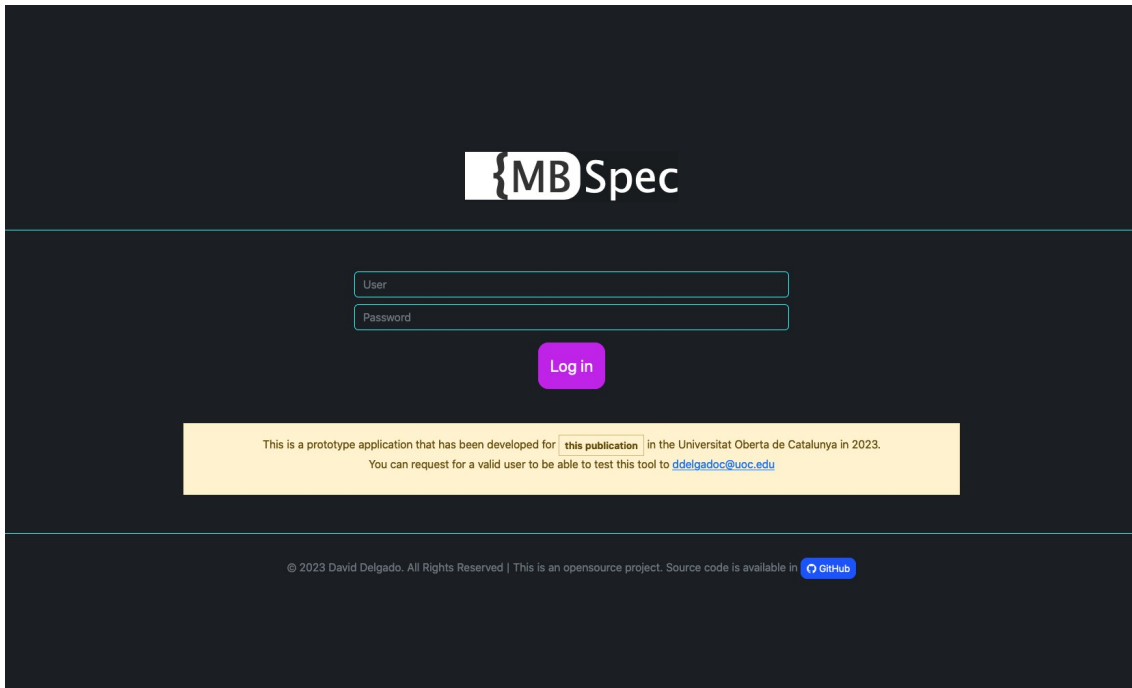 {MB Spec
User
Password
Log in
This is a prototype application that has been developed for this publication in the Universitat Oberta de Catalunya in 2023.
You can request for a valid user to be able to test this tool to ddelgadoc@uoc.edu
© 2023 David Delgado. All Rights Reserved | This is an opensource project. Source code is available in GitHub